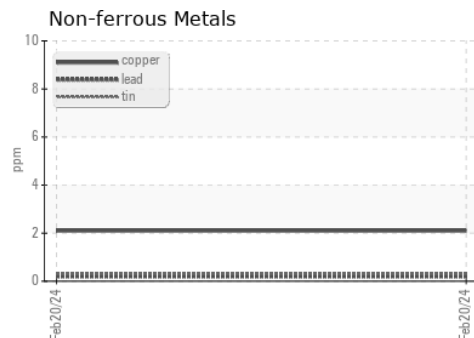 Non-ferrous Metals
10
8
6
4
2
0
ppm
copper
lead
tin
Feb20/24
Feb20/24